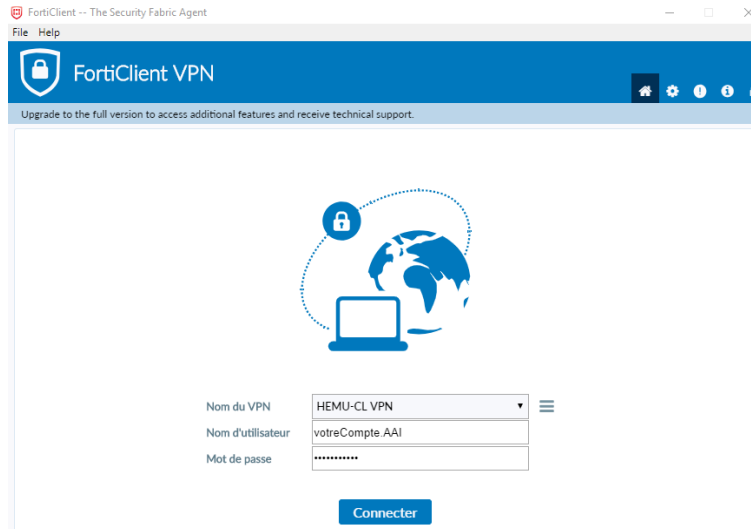 FortiClient -- The Security Fabric Agent
File Help
FortiClient VPN
Upgrade to the full version to access additional features and receive technical support.
Nom du VPN HEMU-CL VPN
Nom d'utilisateur votreCompte.AAI
Mot de passe •••••••••••
Connecter